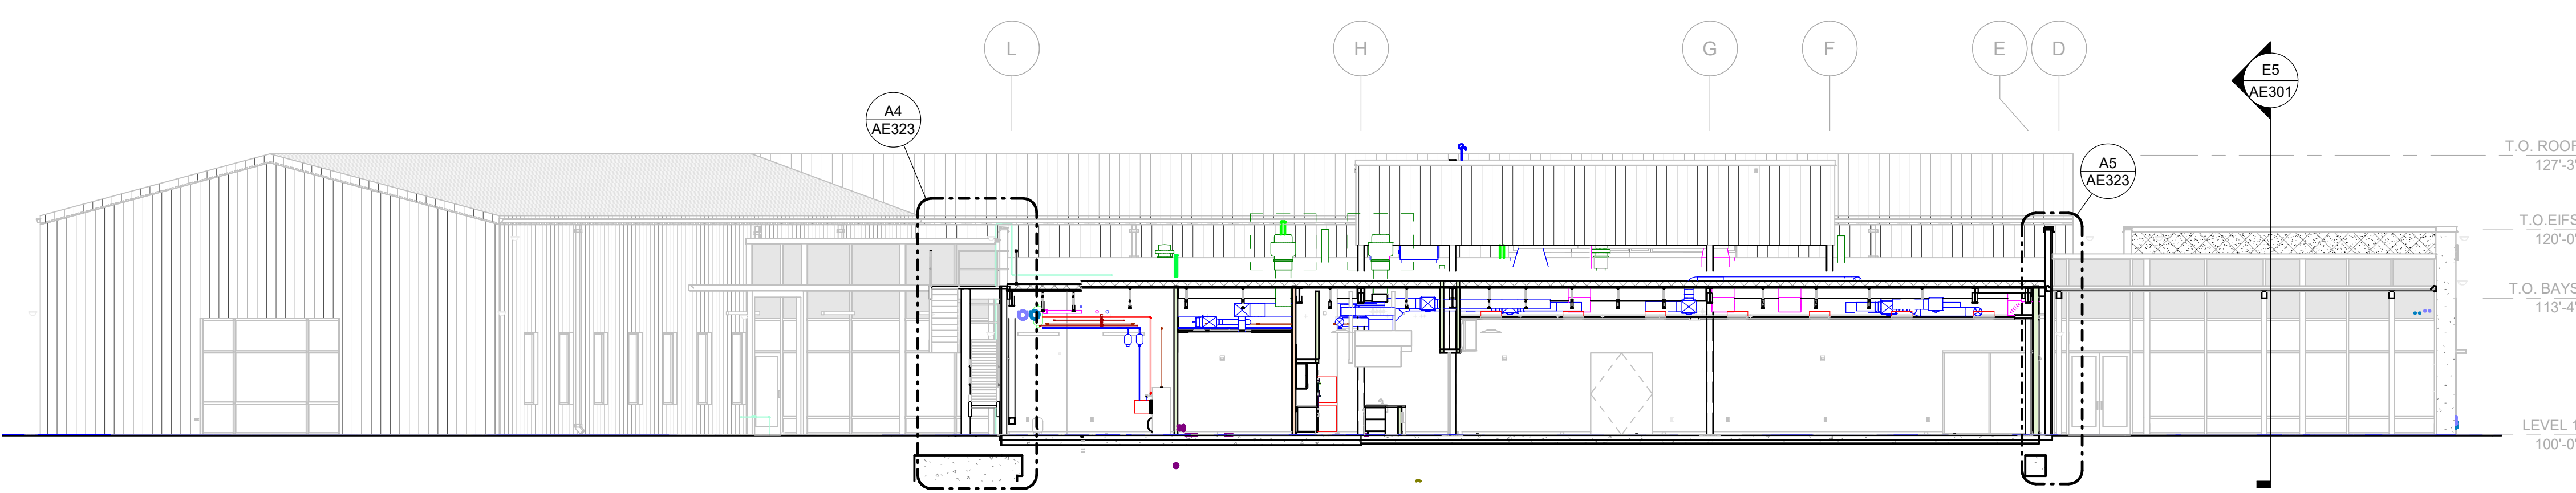 L
H
G
F
E
D
E5
AE301
A4
AE323
A5
AE323
T.O. ROOF
127'-3"
T.O.EIFS
120'-0"
T.O. BAYS
113'-4"
LEVEL 1
100'-0"